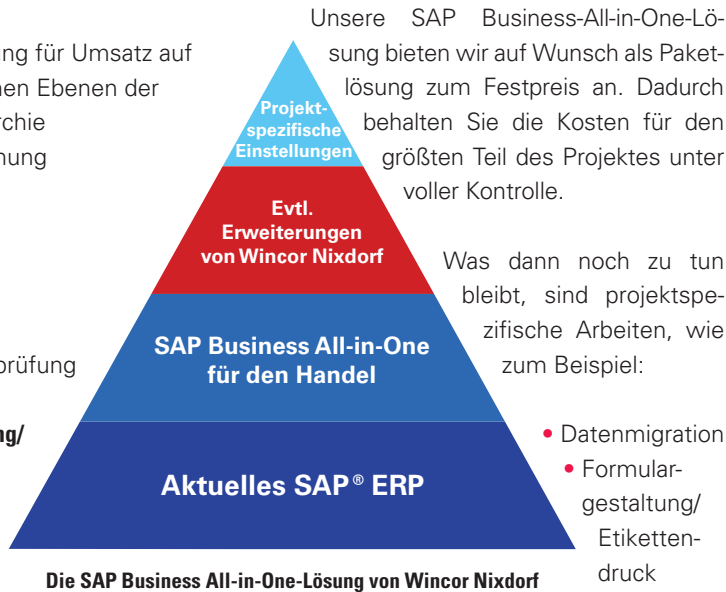 ung für Umsatz auf
nen Ebenen der
rchie
nung
prüfung
ng/
Projekt-
spezifische
Einstellungen
Evtl.
Erweiterungen
von Wincor Nixdorf
SAP Business All-in-One
für den Handel
Aktuelles SAP® ERP
Die SAP Business All-in-One-Lösung von Wincor Nixdorf
Unsere SAP Business-All-in-One-Lö-
sung bieten wir auf Wunsch als Paket-
lösung zum Festpreis an. Dadurch
behalten Sie die Kosten für den
größten Teil des Projektes unter
voller Kontrolle.
Was dann noch zu tun
bleibt, sind projektspe-
zifische Arbeiten, wie
zum Beispiel:
• Datenmigration
• Formular-
gestaltung/
Etiketten-
druck